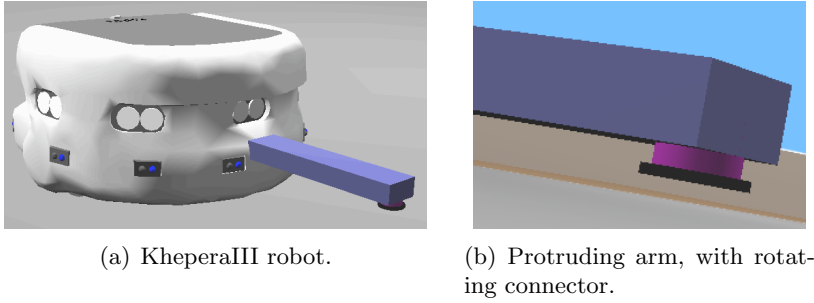 (a) KheperaIII robot.
(b) Protruding arm, with rotat-
ing connector.